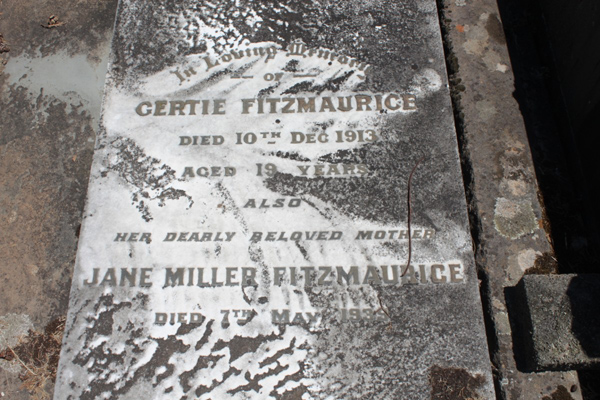 In Loving Memory
OF
GERTIE FITZMAURICE
DIED 10TH DEC 1913
AGED 19 YEARS
ALSO
HER DEARLY BELOVED MOTHER
JANE MILLER FITZMAURICE
DIED 7TH MAY